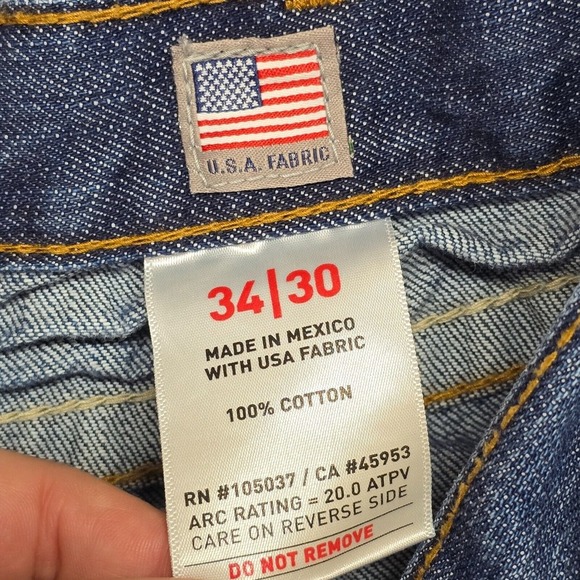 U.S.A. FABRIC
34|30
MADE IN MEXICO
WITH USA FABRIC
100% COTTON
RN #105037 / CA #45953
ARC RATING = 20.0 ATPV
CARE ON REVERSE SIDE
DO NOT REMOVE